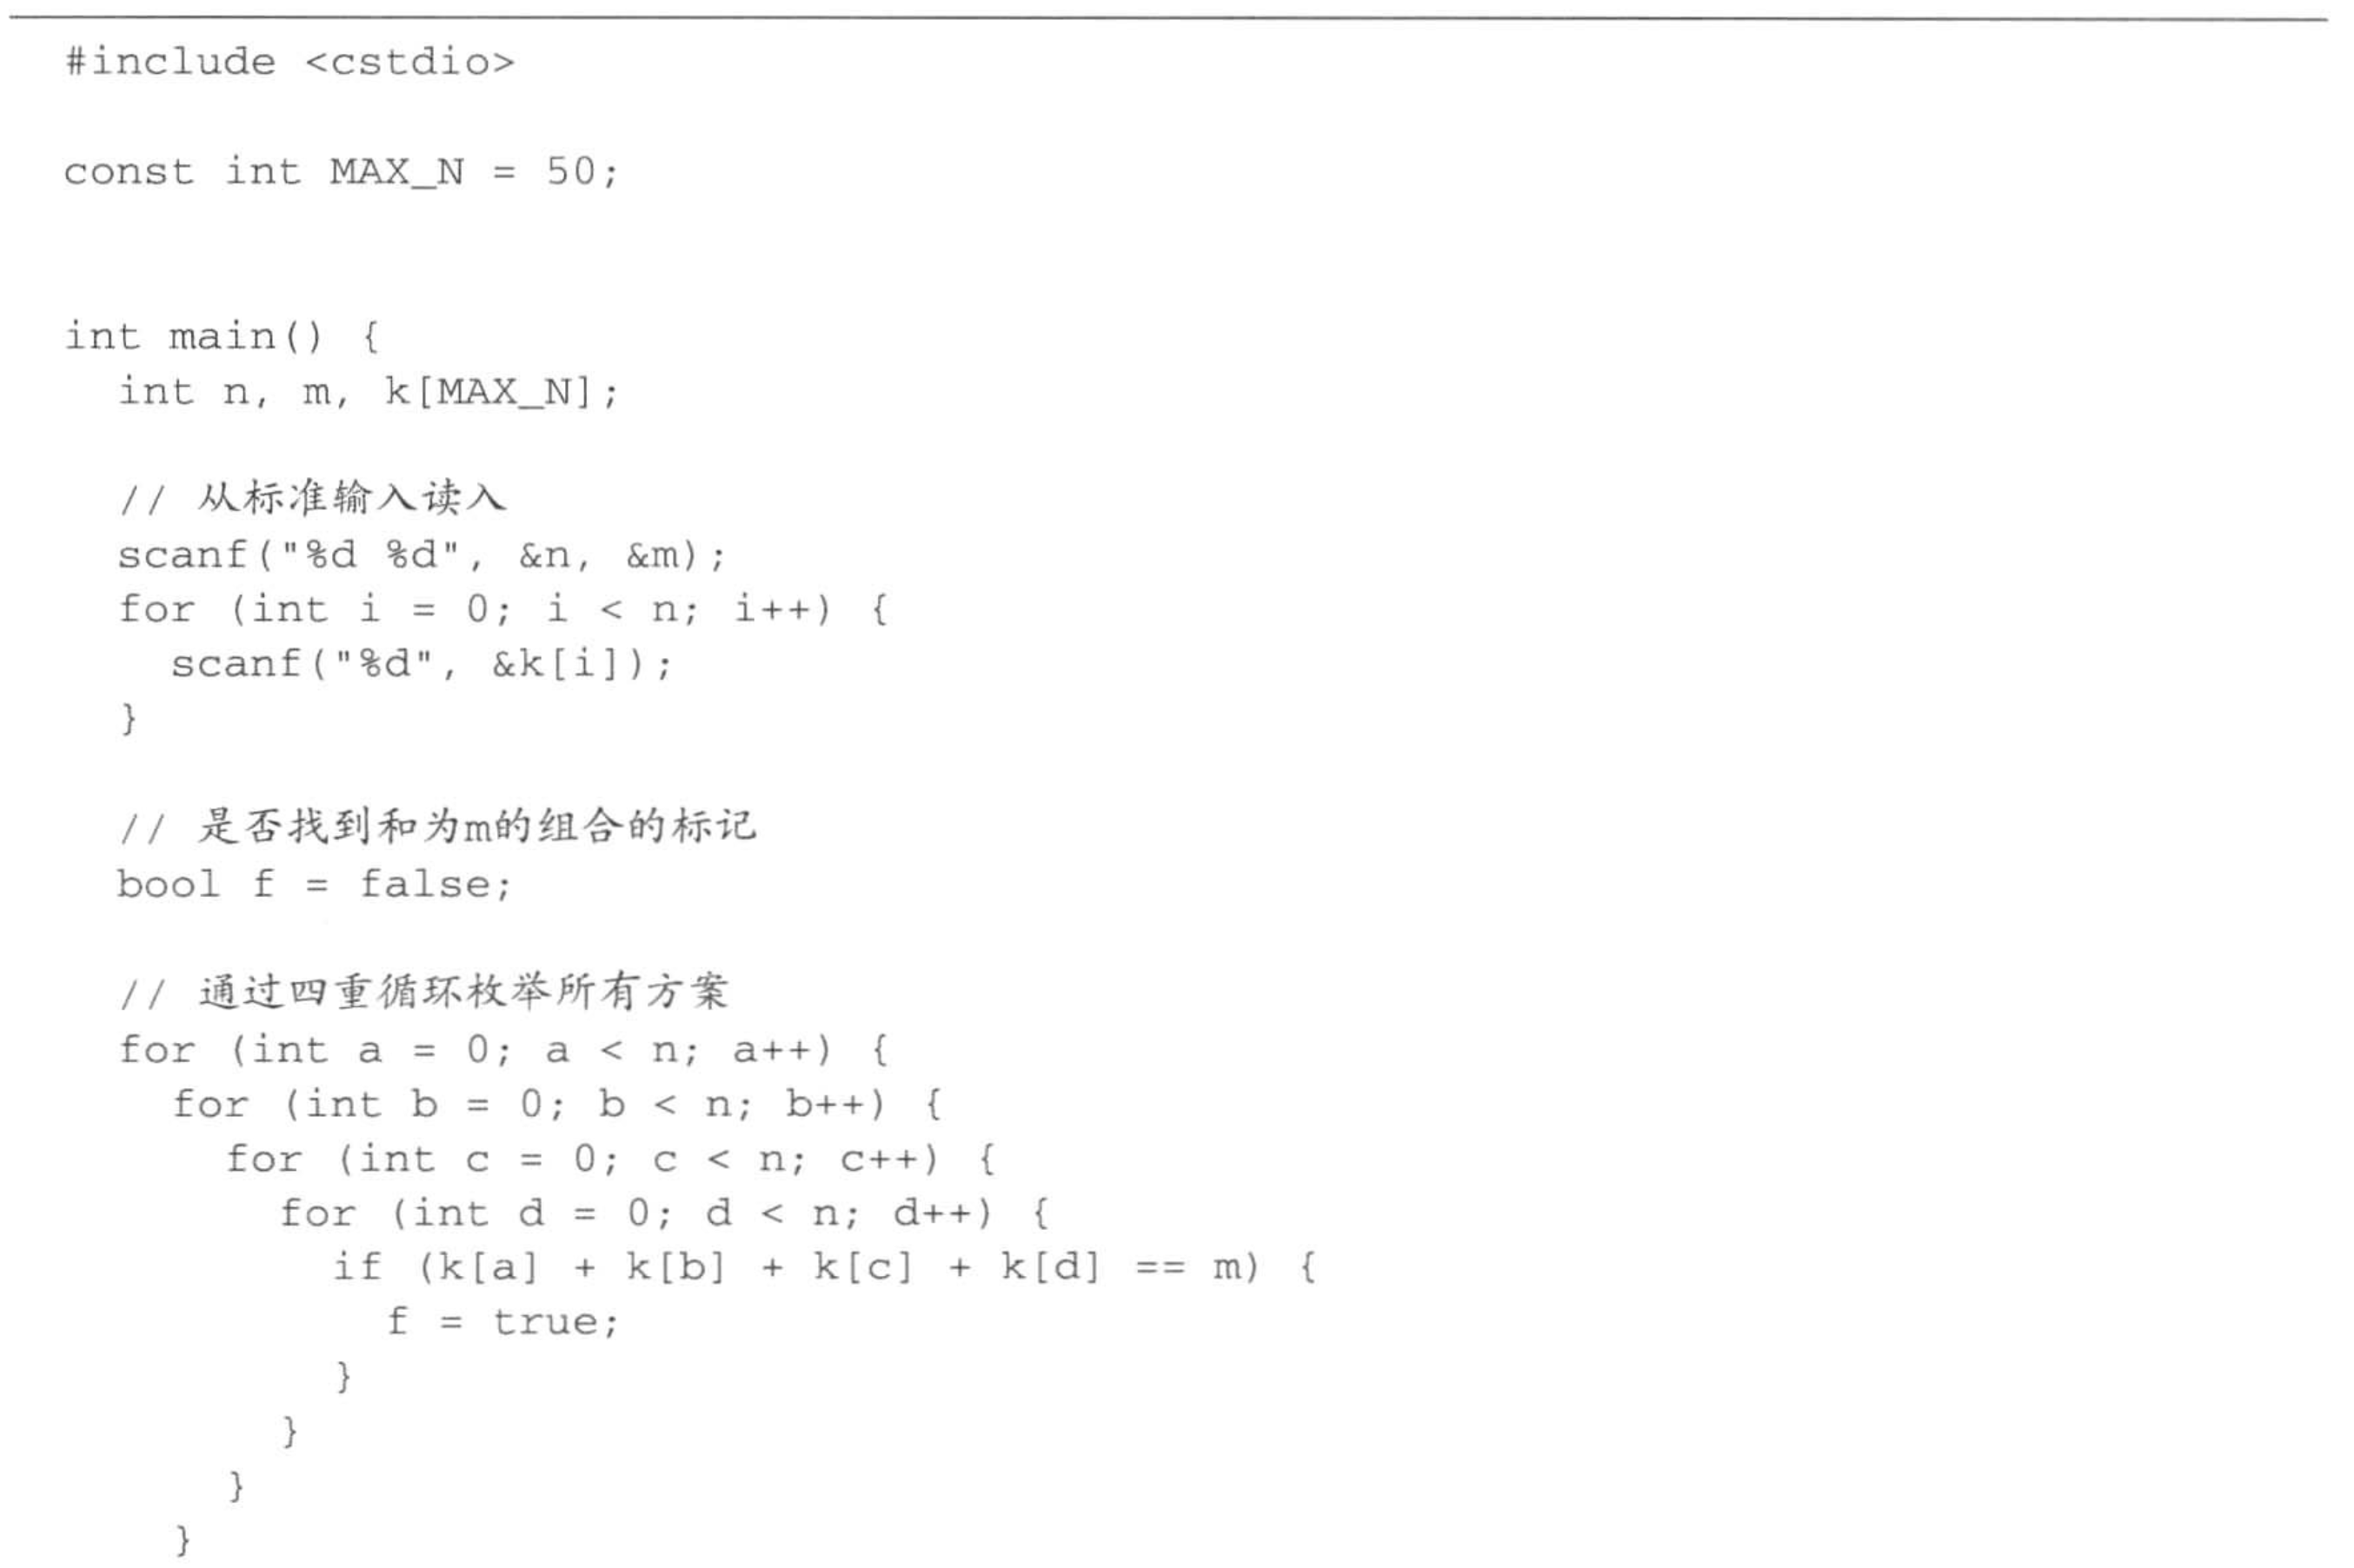 #include <cstdio>
const int MAX_N = 50;
int main() {
int n, m, k[MAX_N];
// 从标准输入读入
scanf("%d %d", &n, &m);
for (int i = 0; i < n; i++) {
scanf("%d", &k[i]);
}
// 是否找到和为m的组合的标记
bool f = false;
// 通过四重循环枚举所有方案
for (int a = 0; a < n; a++) {
for (int b = 0; b < n; b++) {
for (int c = 0; c < n; c++) {
for (int d = 0; d < n; d++) {
if (k[a] + k[b] + k[c] + k[d] == m) {
f = true;
}
}
}
}